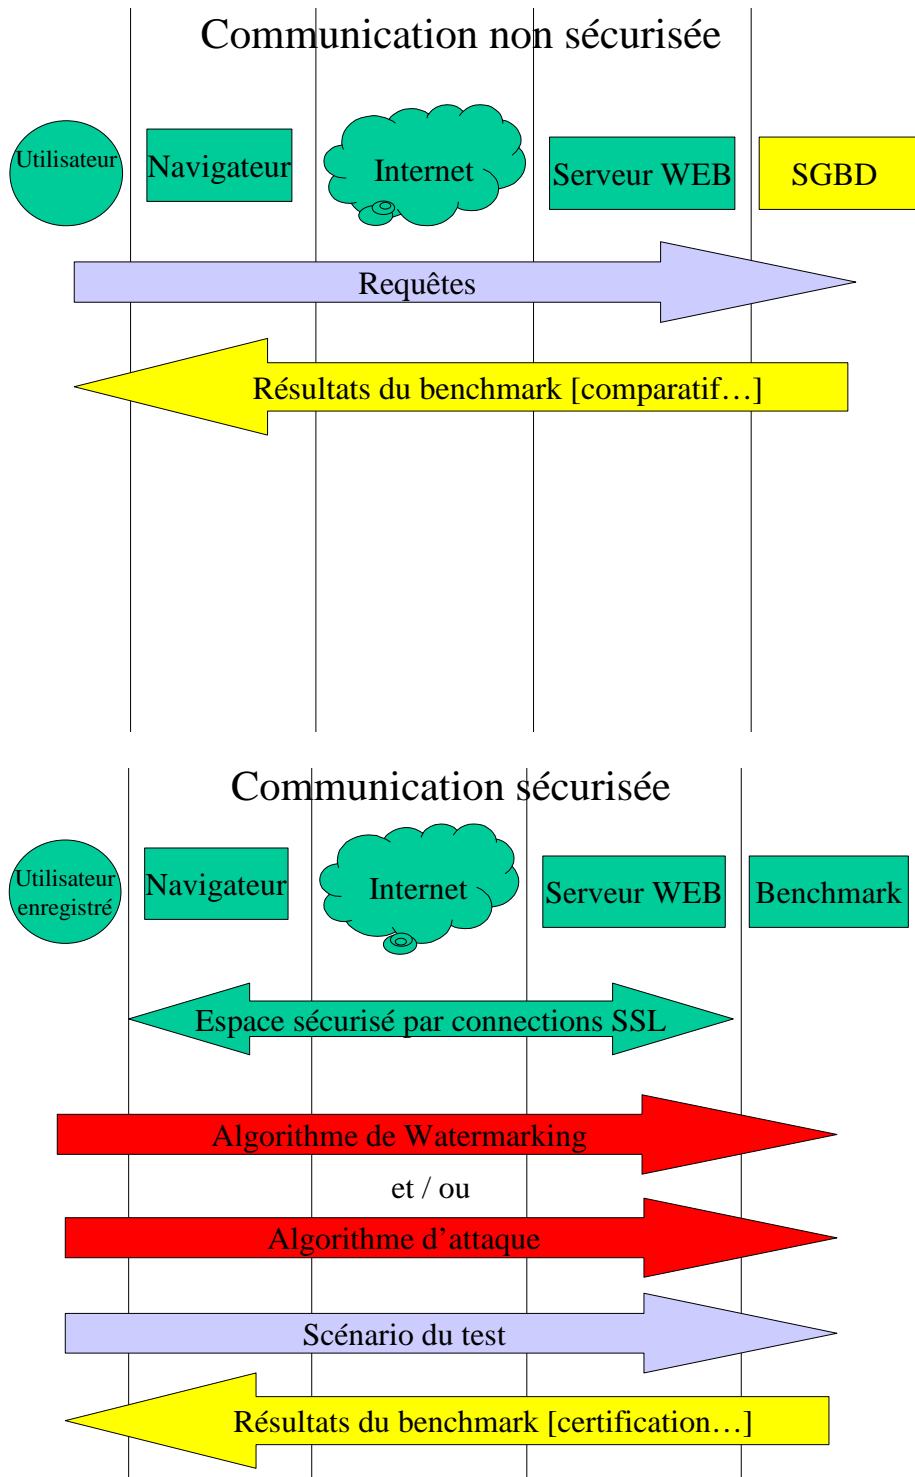 Communication non sécurisée
Utilisateur
Navigateur
Internet
Serveur WEB
SGBD
Requêtes
Résultats du benchmark [comparatif…]
Communication sécurisée
Utilisateur
enregistré
Navigateur
Internet
Serveur WEB
Benchmark
Espace sécurisé par connections SSL
Algorithme de Watermarking
et / ou
Algorithme d’attaque
Scénario du test
Résultats du benchmark [certification…]